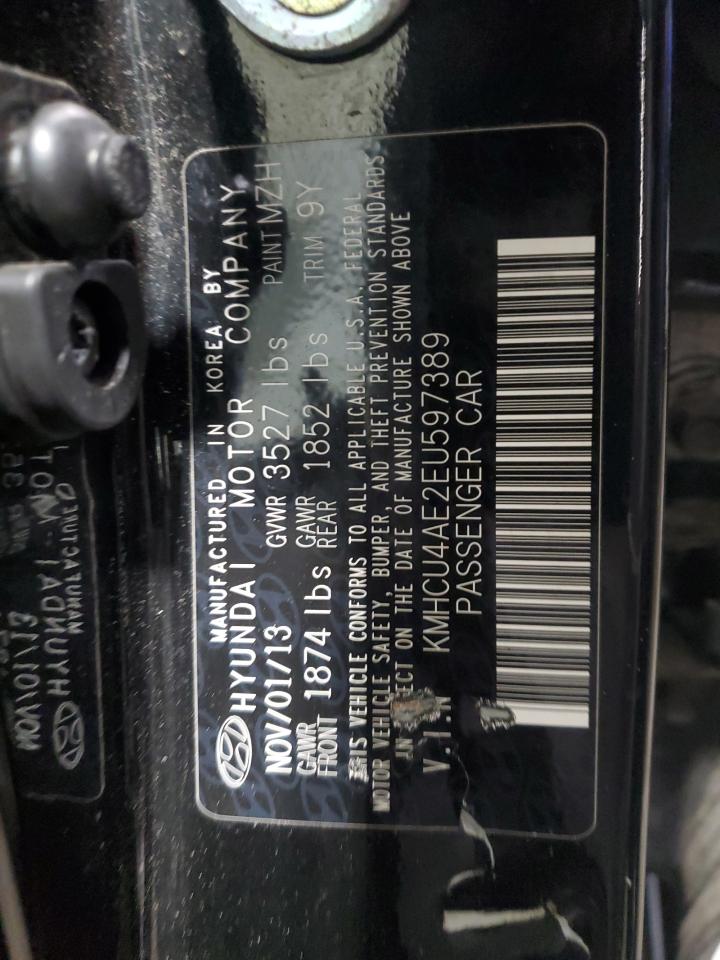 MANUFACTURED IN KOREA BY
HYUNDAI MOTOR COMPANY
NOV/01/13 GVWR 3527 lbs PAINT MZH
GAWR FRONT 1874 lbs GAWR REAR 1852 lbs TRIM 9Y
THIS VEHICLE CONFORMS TO ALL APPLICABLE U.S.A. FEDERAL
MOTOR VEHICLE SAFETY, BUMPER, AND THEFT PREVENTION STANDARDS
IN EFFECT ON THE DATE OF MANUFACTURE SHOWN ABOVE
V.I.N KMHCU4AE2EU597389
PASSENGER CAR